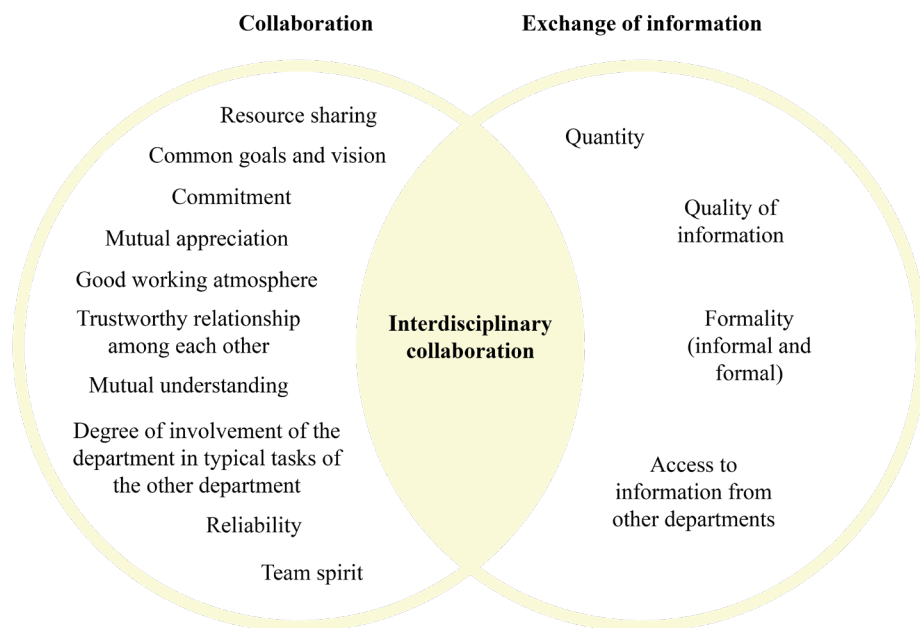 Collaboration
Exchange of information
Resource sharing
Common goals and vision
Commitment
Mutual appreciation
Good working atmosphere
Trustworthy relationship
among each other
Mutual understanding
Degree of involvement of the
department in typical tasks of
the other department
Reliability
Team spirit
Interdisciplinary
collaboration
Quantity
Quality of
information
Formality
(informal and
formal)
Access to
information from
other departments